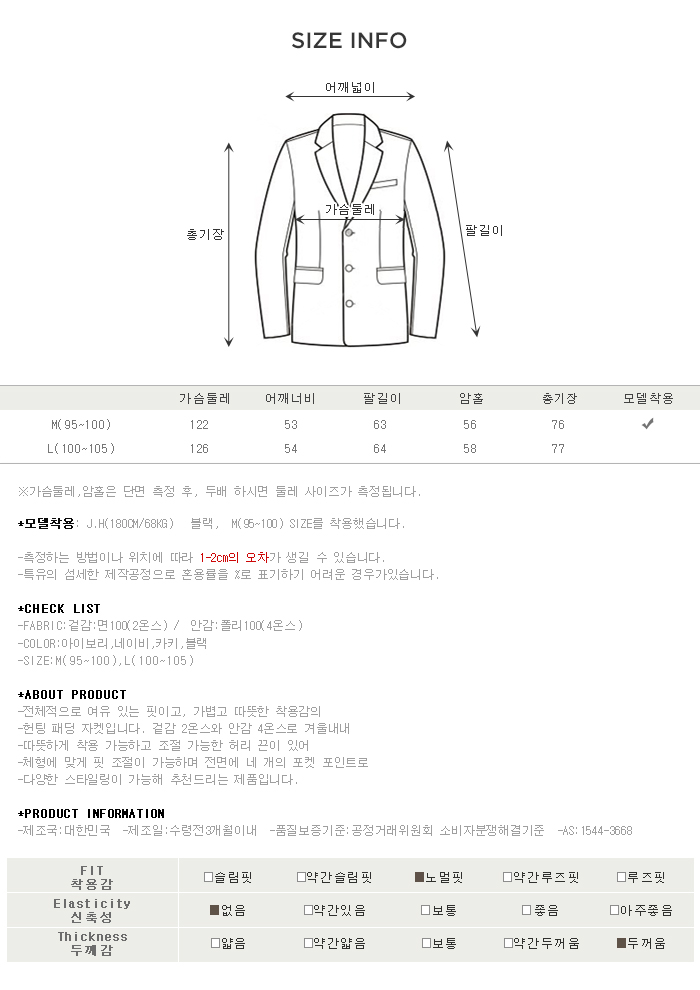 SIZE INFO
어깨넓이
가슴둘레
총기장
팔길이
가슴둘레 어깨너비 팔길이 암홀 총기장 모델착용
M(95~100) 122 53 63 56 76
L(100~105) 126 54 64 58 77
※가슴둘레,암홀은 단면 측정 후, 두배 하시면 둘레 사이즈가 측정됩니다.
*모델착용: J.H(180CM/68KG) 블랙, M(95~100) SIZE를 착용했습니다.
-측정하는 방법이나 위치에 따라 1-2cm의 오차가 생길 수 있습니다.
-특유의 섬세한 제작공정으로 혼용률을 %로 표기하기 어려운 경우가있습니다.
*CHECK LIST
-FABRIC:겉감:면100(2온스) / 안감:폴리100(4온스)
-COLOR:아이보리,네이비,카키,블랙
-SIZE:M(95~100),L(100~105)
*ABOUT PRODUCT
-전체적으로 여유 있는 핏이고, 가볍고 따뜻한 착용감의
-헌팅 패딩 자켓입니다. 겉감 2온스와 안감 4온스로 겨울내내
-따뜻하게 착용 가능하고 조절 가능한 허리 끈이 있어
-체형에 맞게 핏 조절이 가능하며 전면에 네 개의 포켓 포인트로
-다양한 스타일링이 가능해 추천드리는 제품입니다.
*PRODUCT INFORMATION
-제조국:대한민국 -제조일:수령전3개월이내 -품질보증기준:공정거래위원회 소비자분쟁해결기준 -AS:1544-3668
FIT
착용감
□슬림핏 □약간슬림핏 ■노멀핏 □약간루즈핏 □루즈핏
Elasticity
신축성
■없음 □약간있음 □보통 □좋음 □아주좋음
Thickness
두께감
□얇음 □약간얇음 □보통 □약간두꺼움 ■두꺼움